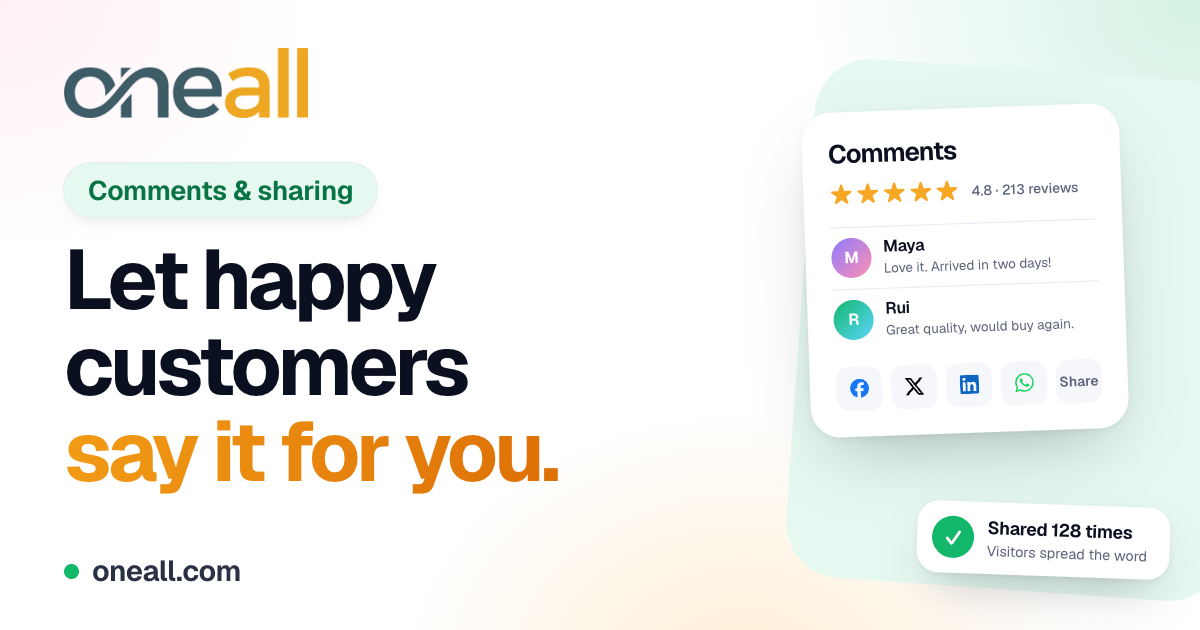 oneall
Comments & sharing
Let happy
customers
say it for you.
oneall.com
Comments
4.8 · 213 reviews
M
Maya
Love it. Arrived in two days!
R
Rui
Great quality, would buy again.
Share
Shared 128 times
Visitors spread the word